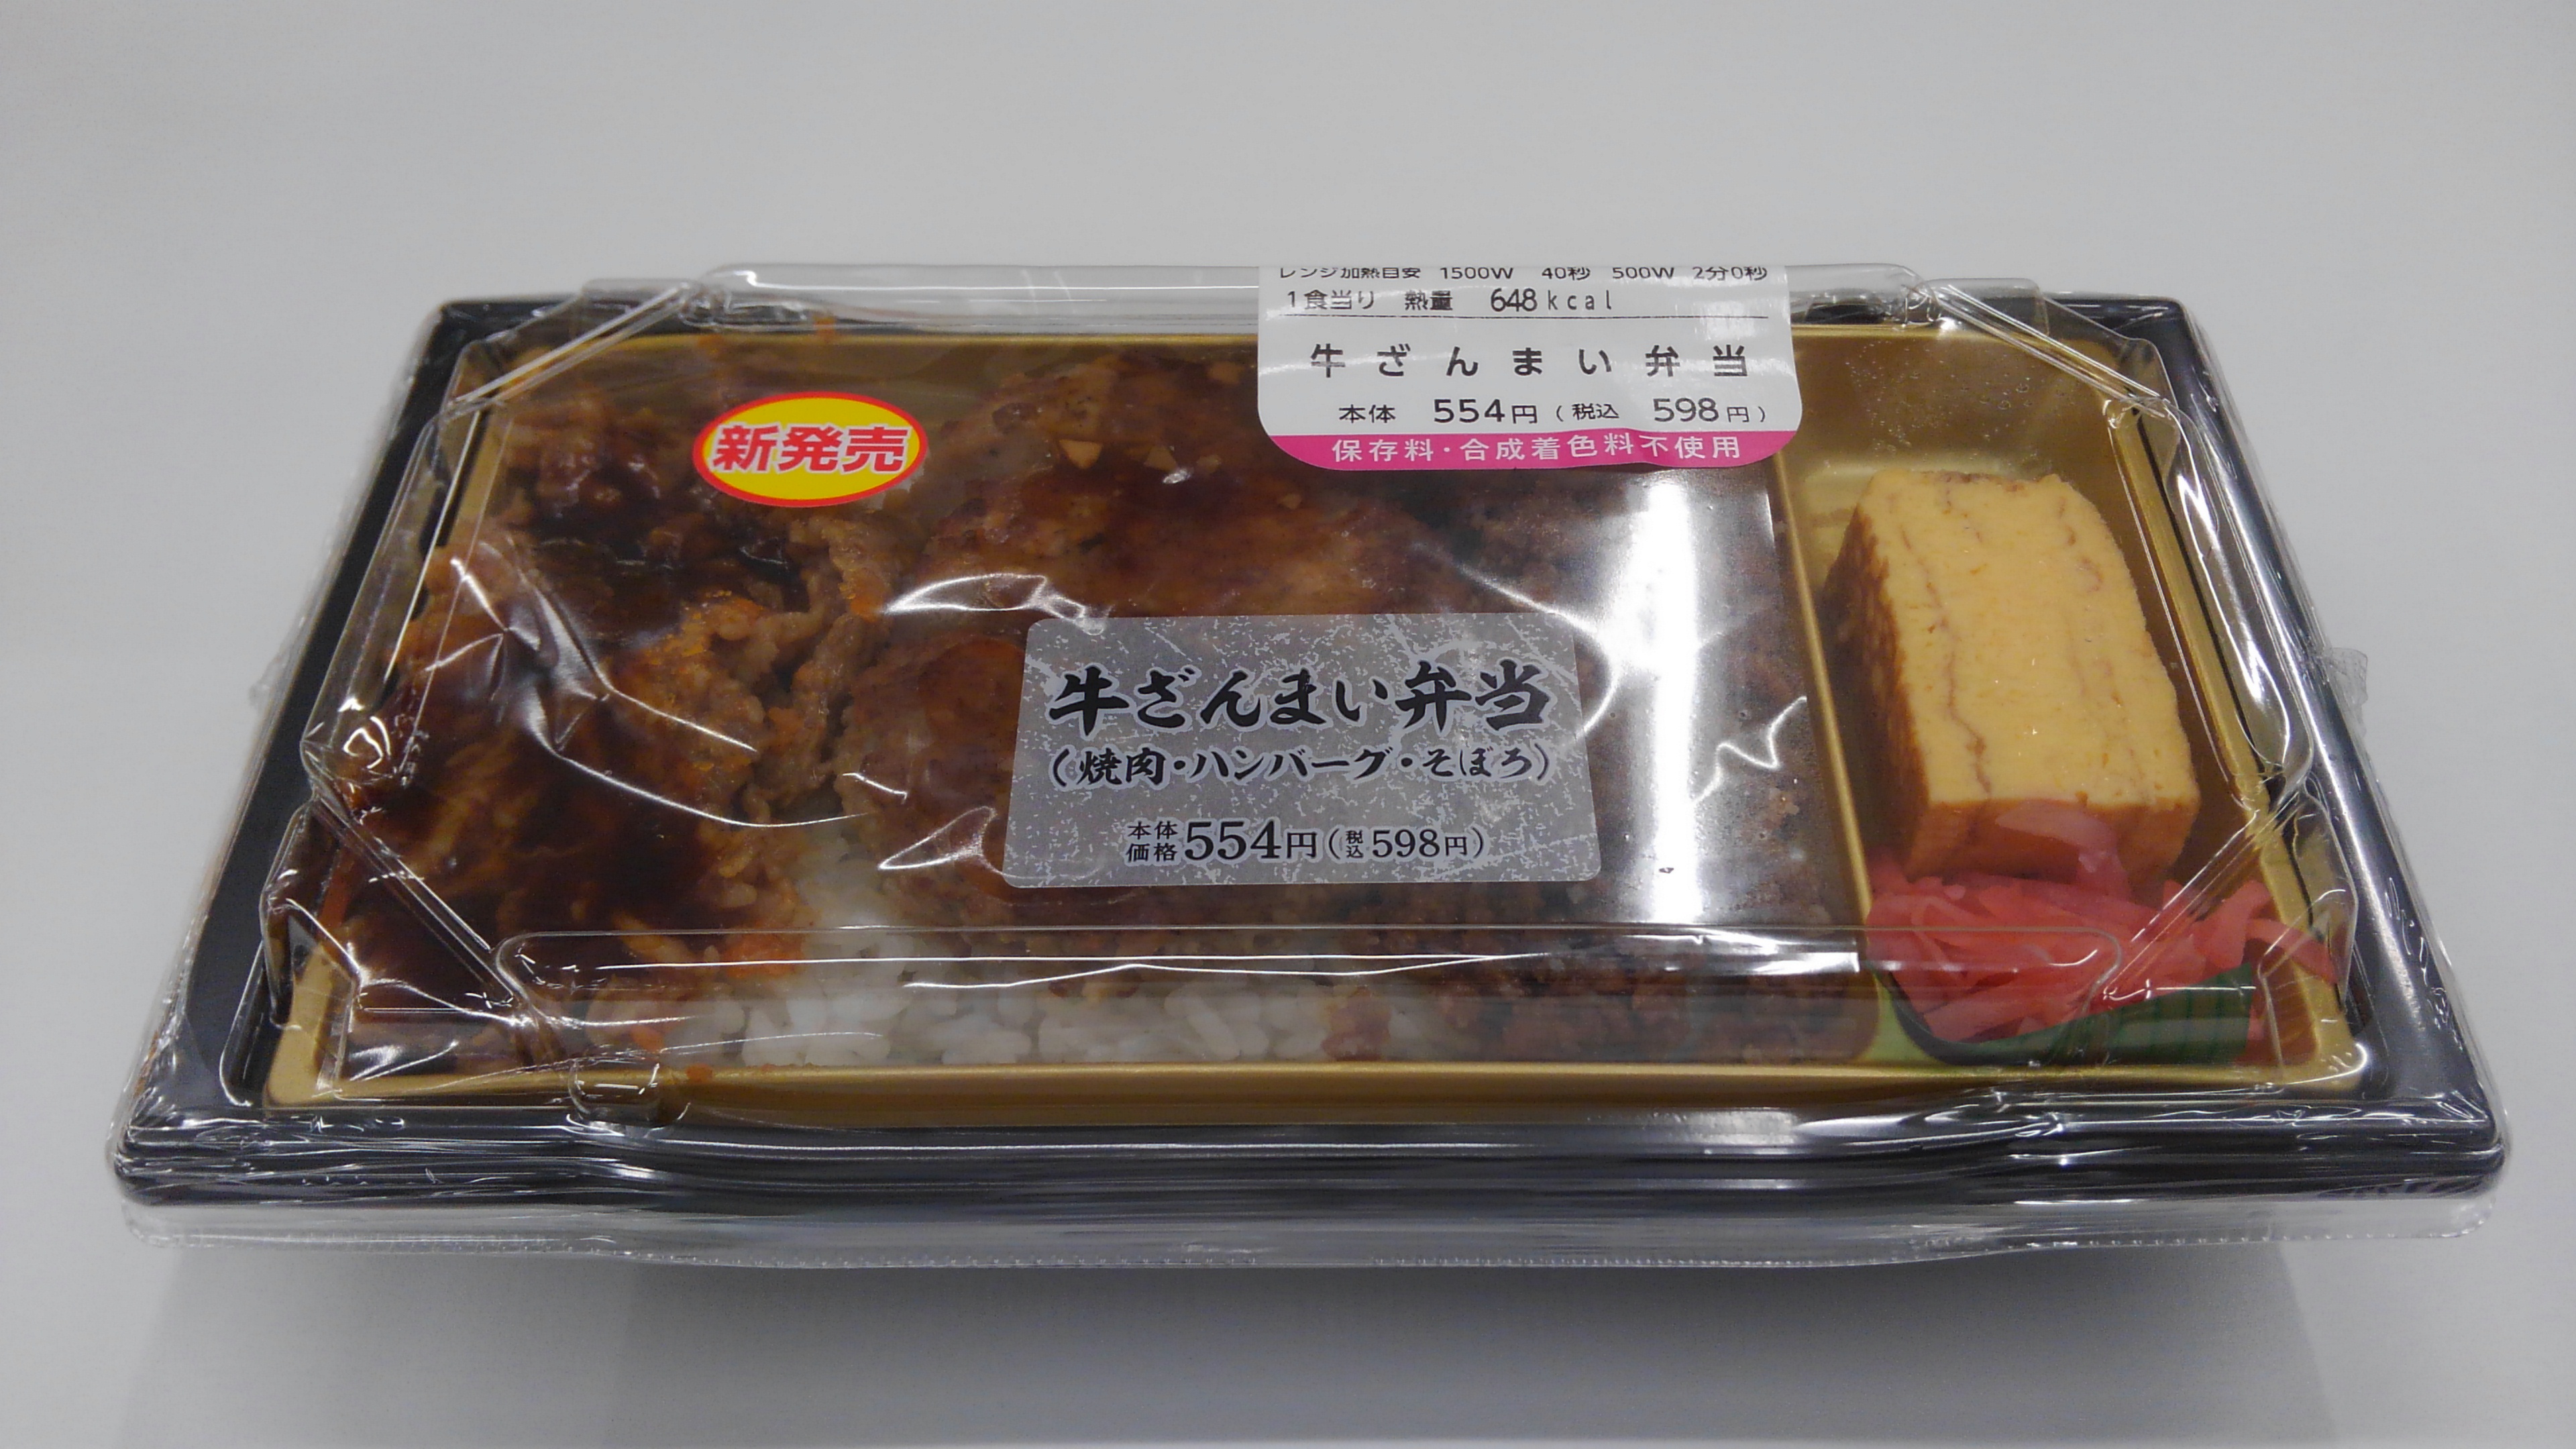 レンジ加熱目安 1500W 40秒 500W 2分0秒
1食当り 熱量 648kcal
牛ざんまい弁当
本体 554円(税込 598円)
保存料・合成着色料不使用
新発売
牛ざんまい弁当
(焼肉・ハンバーグ・そぼろ)
本体価格554円(税込598円)